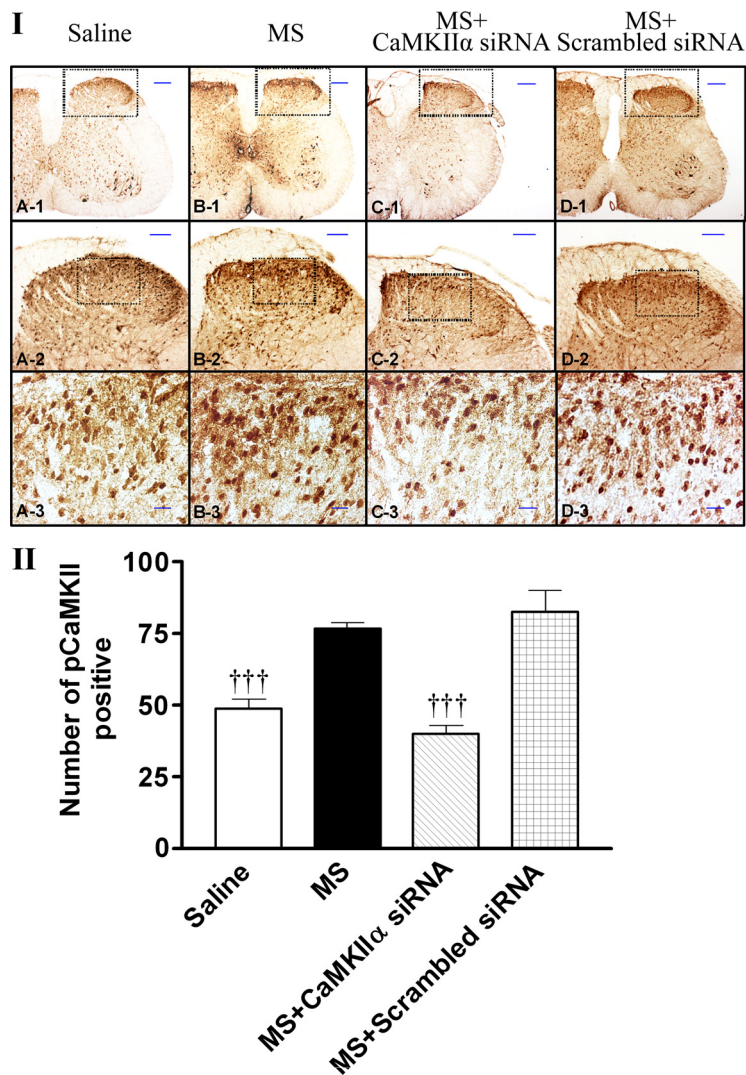 I
Saline
MS
MS+
CaMKIIα siRNA
MS+
Scrambled siRNA
A-1
B-1
C-1
D-1
A-2
B-2
C-2
D-2
A-3
B-3
C-3
D-3
II
Number of pCaMKII
positive
100
75
50
25
0
†††
†††
Saline
MS
MS+CaMKIIα siRNA
MS+Scrambled siRNA